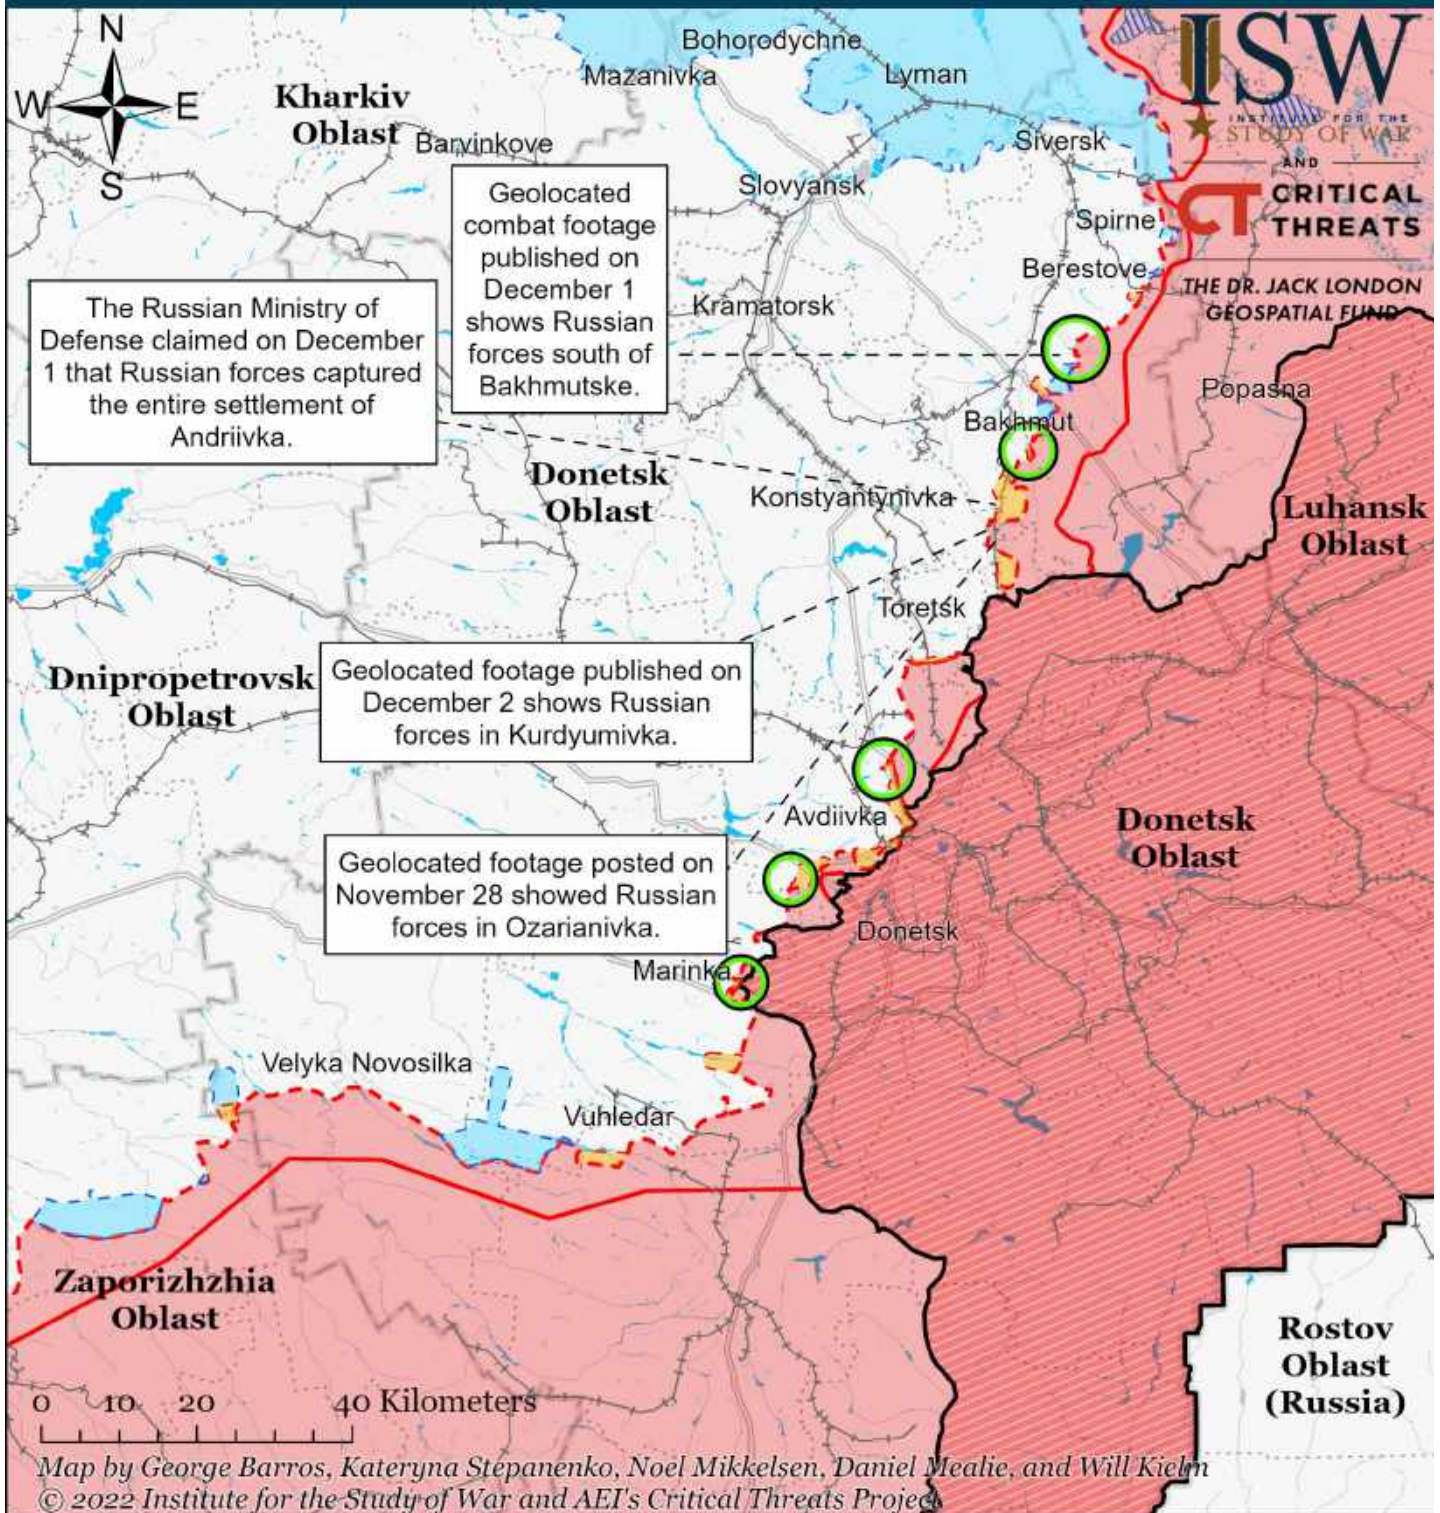 N
W
E
S
Kharkiv
Oblast
Barvinkove
Bohorodychne
Mazanivka
Lyman
Siversk
Slovyansk
Spirne
Berestove
Kramatorsk
Popasna
Bakhmut
ISW
INSTITUTE FOR THE
STUDY OF WAR
AND
CT CRITICAL
THREATS
THE DR. JACK LONDON
GEOSPATIAL FUND
Geolocated
combat footage
published on
December 1
shows Russian
forces south of
Bakhmutske.
The Russian Ministry of
Defense claimed on December
1 that Russian forces captured
the entire settlement of
Andriivka.
Donetsk
Oblast
Konstyantynivka
Luhansk
Oblast
Toretsk
Dnipropetrovsk
Oblast
Geolocated footage published on
December 2 shows Russian
forces in Kurdyumivka.
Avdiivka
Donetsk
Oblast
Geolocated footage posted on
November 28 showed Russian
forces in Ozarianivka.
Donetsk
Marinka
Velyka Novosilka
Vuhledar
Zaporizhzhia
Oblast
Rostov
Oblast
(Russia)
0 10 20 40 Kilometers
Map by George Barros, Kateryna Stepanenko, Noel Mikkelsen, Daniel Mealie, and Will Kielm
© 2022 Institute for the Study of War and AEI's Critical Threats Project